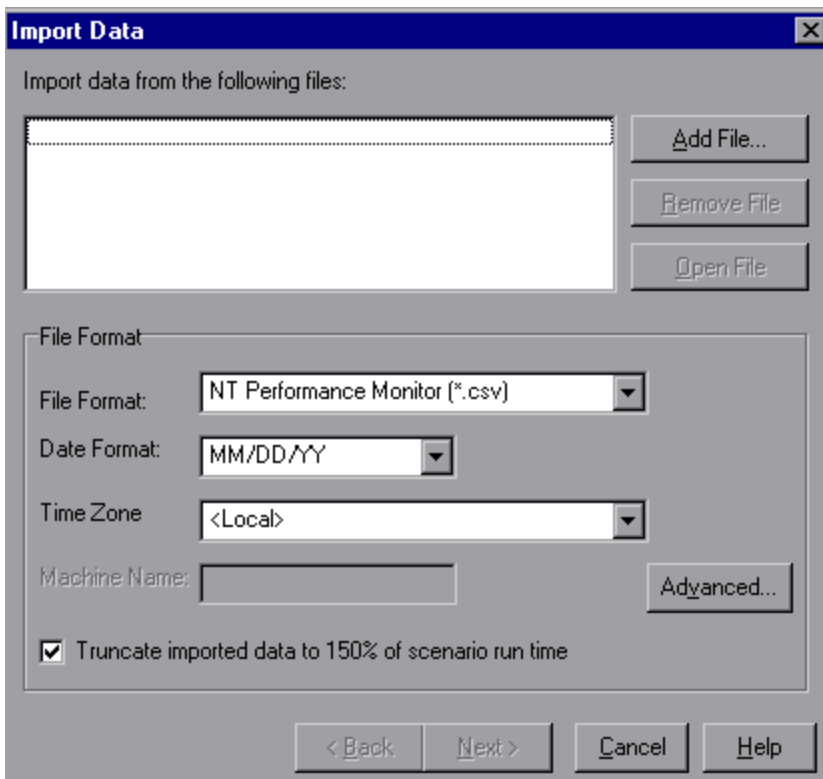 Import Data
Import data from the following files:
Add File...
Remove File
Open File
File Format
File Format:
NT Performance Monitor (*.csv)
Date Format:
MM/DD/YY
Time Zone
<Local>
Machine Name:
Advanced...
Truncate imported data to 150% of scenario run time
< Back
Next >
Cancel
Help